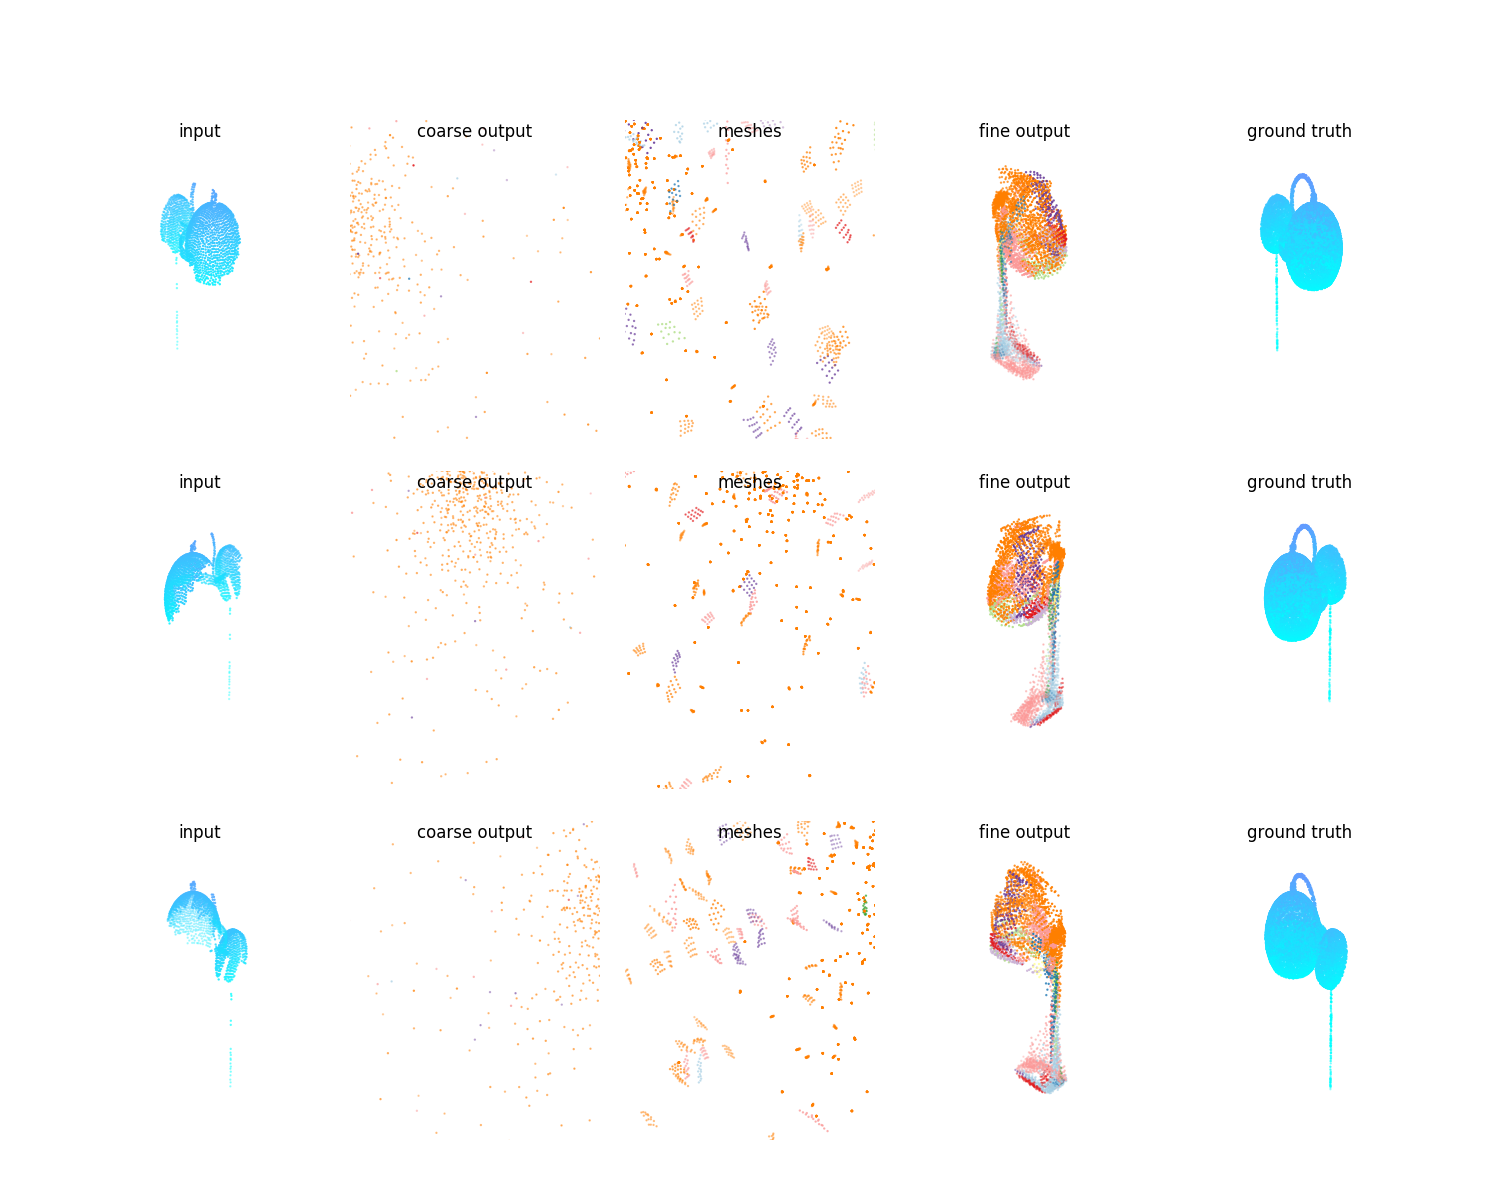 input
coarse output
meshes
fine output
ground truth
input
coarse output
meshes
fine output
ground truth
input
coarse output
meshes
fine output
ground truth